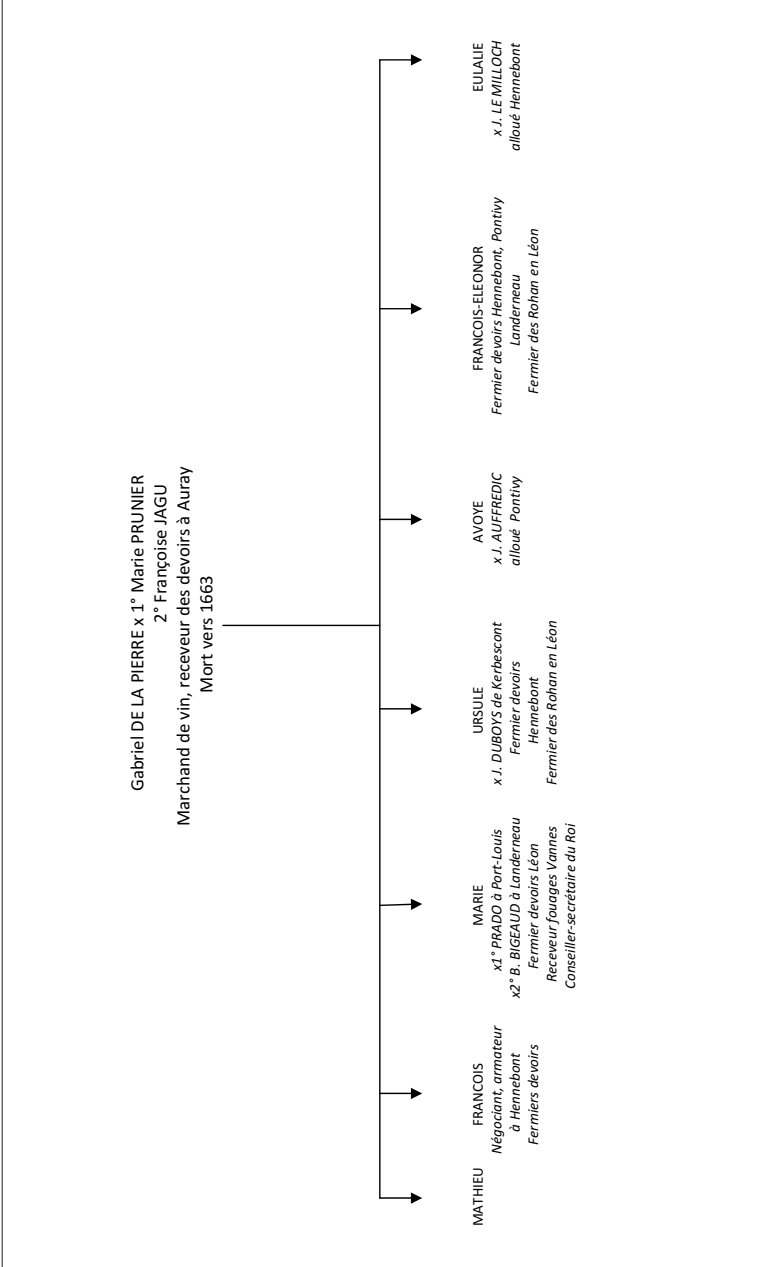 Gabriel DE LA PIERRE x 1° Marie PRUNIER
2° Françoise JAGU
Marchand de vin, receveur des devoirs à Auray
Mort vers 1663
MATHIEU
FRANCOIS
Négociant, armateur
à Hennebont
Fermiers devoirs
MARIE
x1° PRADO à Port-Louis
x2° B. BIGEAUD à Landerneau
Fermier devoirs Léon
Receveur fouages Vannes
Conseiller-secrétaire du Roi
URSULE
x J. DUBOYS de Kerbescont
Fermier devoirs
Hennebont
Fermier des Rohan en Léon
AVOYE
x J. AUFFREDIC
alloué Pontivy
FRANCOIS-ELEONOR
Fermier devoirs Hennebont, Pontivy
Landerneau
Fermier des Rohan en Léon
EULALIE
x J. LE MILLOCH
alloué Hennebont